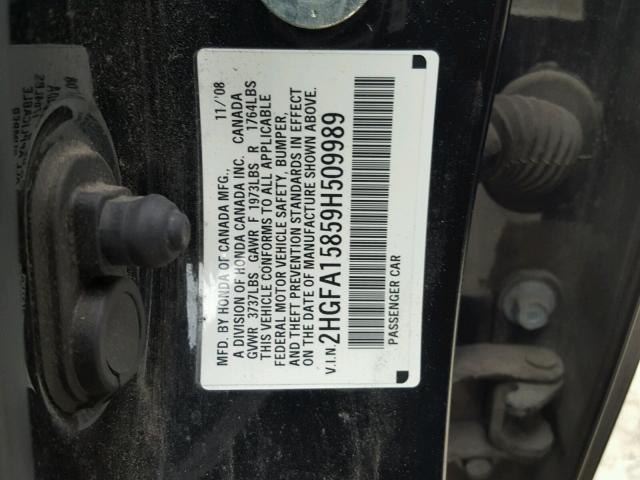 MFD. BY HONDA OF CANADA MFG. 11/'08
A DIVISION OF HONDA CANADA INC. CANADA
GVWR 3737LBS GAWR F 1973LBS R 1764LBS
THIS VEHICLE CONFORMS TO ALL APPLICABLE
FEDERAL MOTOR VEHICLE SAFETY, BUMPER,
AND THEFT PREVENTION STANDARDS IN EFFECT
ON THE DATE OF MANUFACTURE SHOWN ABOVE.
V.I.N. 2HGFA15859H509989
PASSENGER CAR